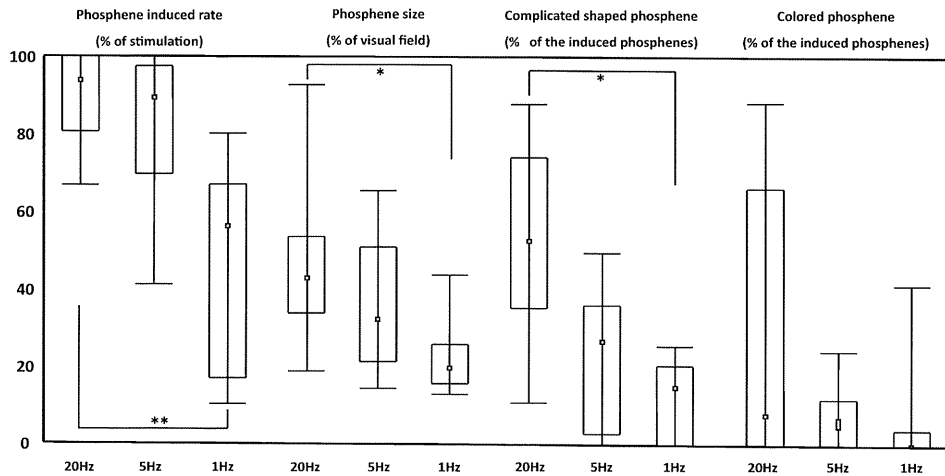 Phosphene induced rate
(% of stimulation)
Phosphene size
(% of visual field)
Complicated shaped phosphene
(% of the induced phosphenes)
Colored phosphene
(% of the induced phosphenes)
100
80
60
40
20
0
*
*
**
20Hz 5Hz 1Hz 20Hz 5Hz 1Hz 20Hz 5Hz 1Hz 20Hz 5Hz 1Hz